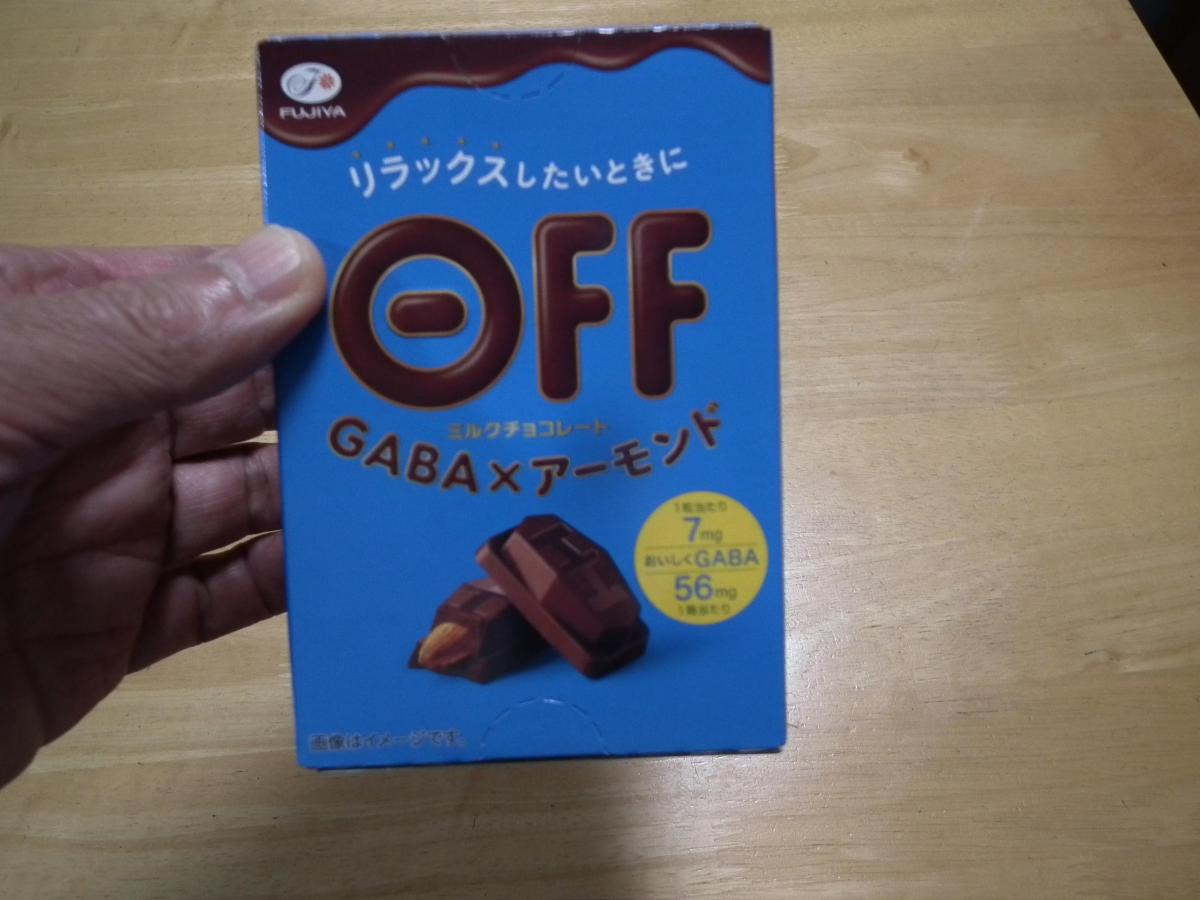 FUJIYA
リラックスしたいときに
OFF
ミルクチョコレート
GABA×アーモンド
1粒当たり
7mg
おいしくGABA
56mg
1箱当たり
画像はイメージです。